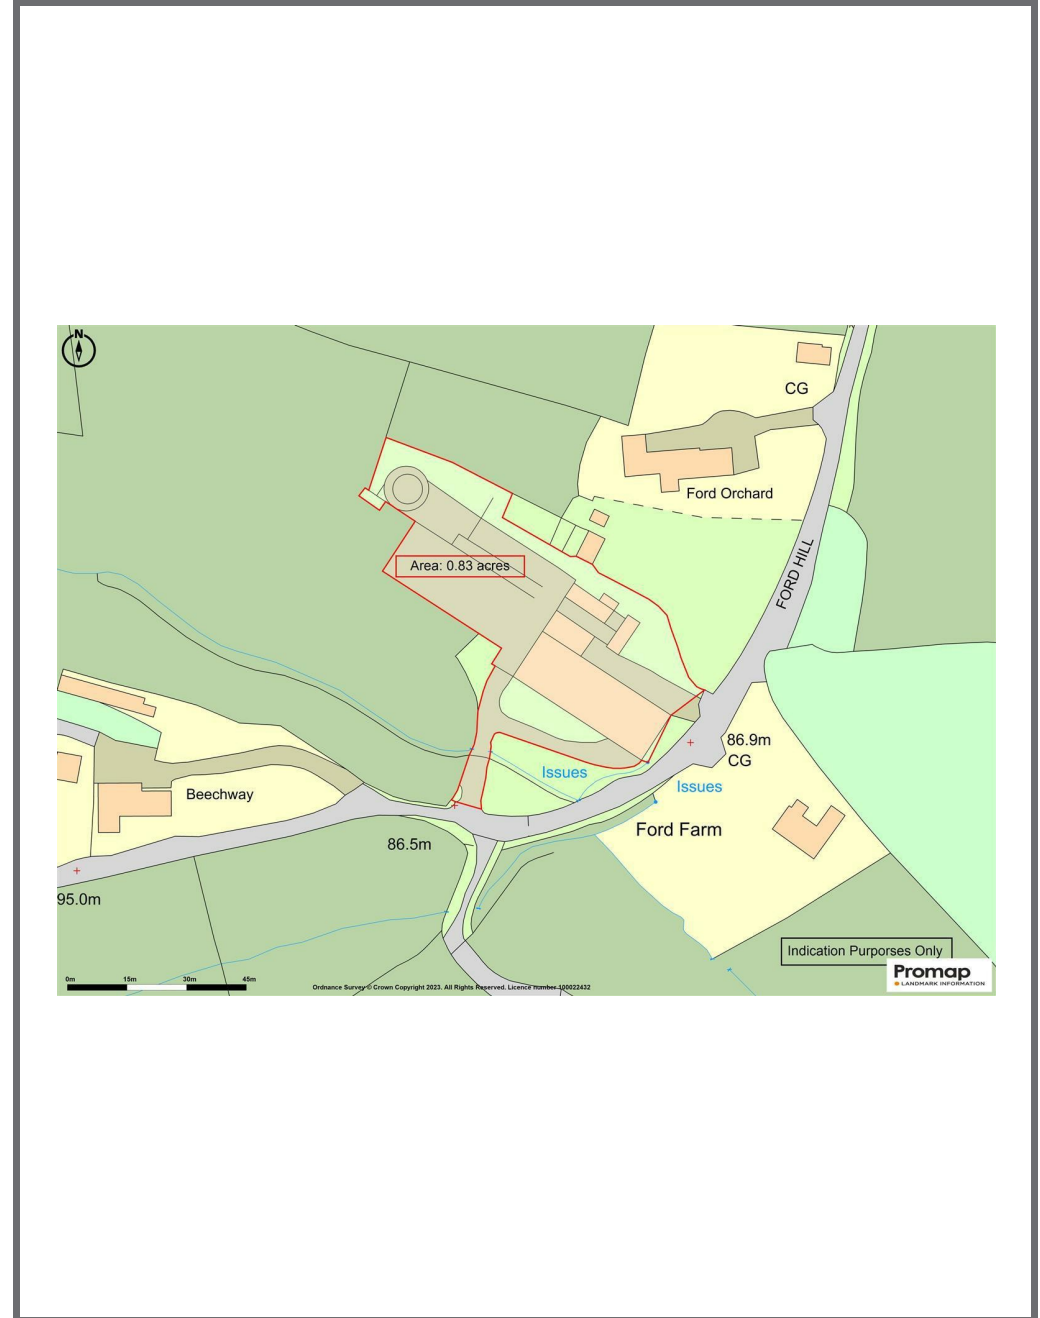 N
CG
Ford Orchard
FORD HILL
Area: 0.83 acres
86.9m
CG
Issues
Issues
Beechway
Ford Farm
86.5m
95.0m
Indication Purporses Only
Promap
LANDMARK INFORMATION
0m 15m 30m 45m
Ordnance Survey © Crown Copyright 2023. All Rights Reserved. Licence number 100022432